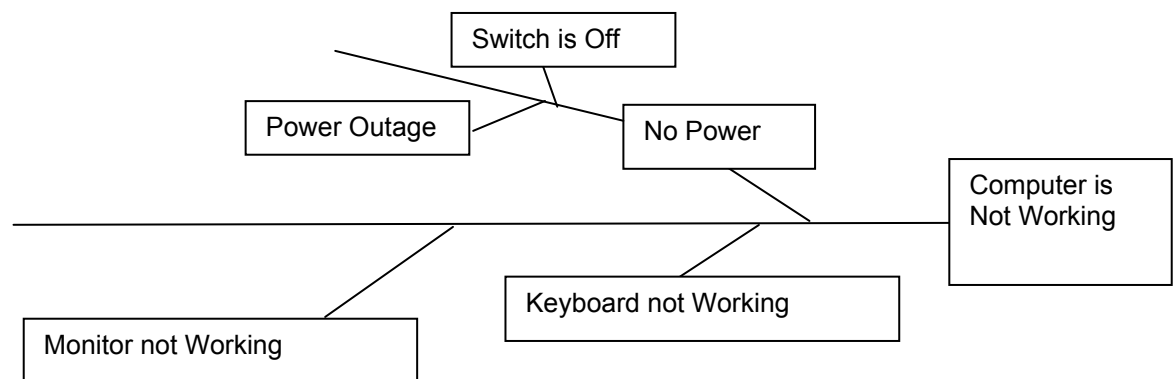 Switch is Off
Power Outage
No Power
Computer is
Not Working
Keyboard not Working
Monitor not Working